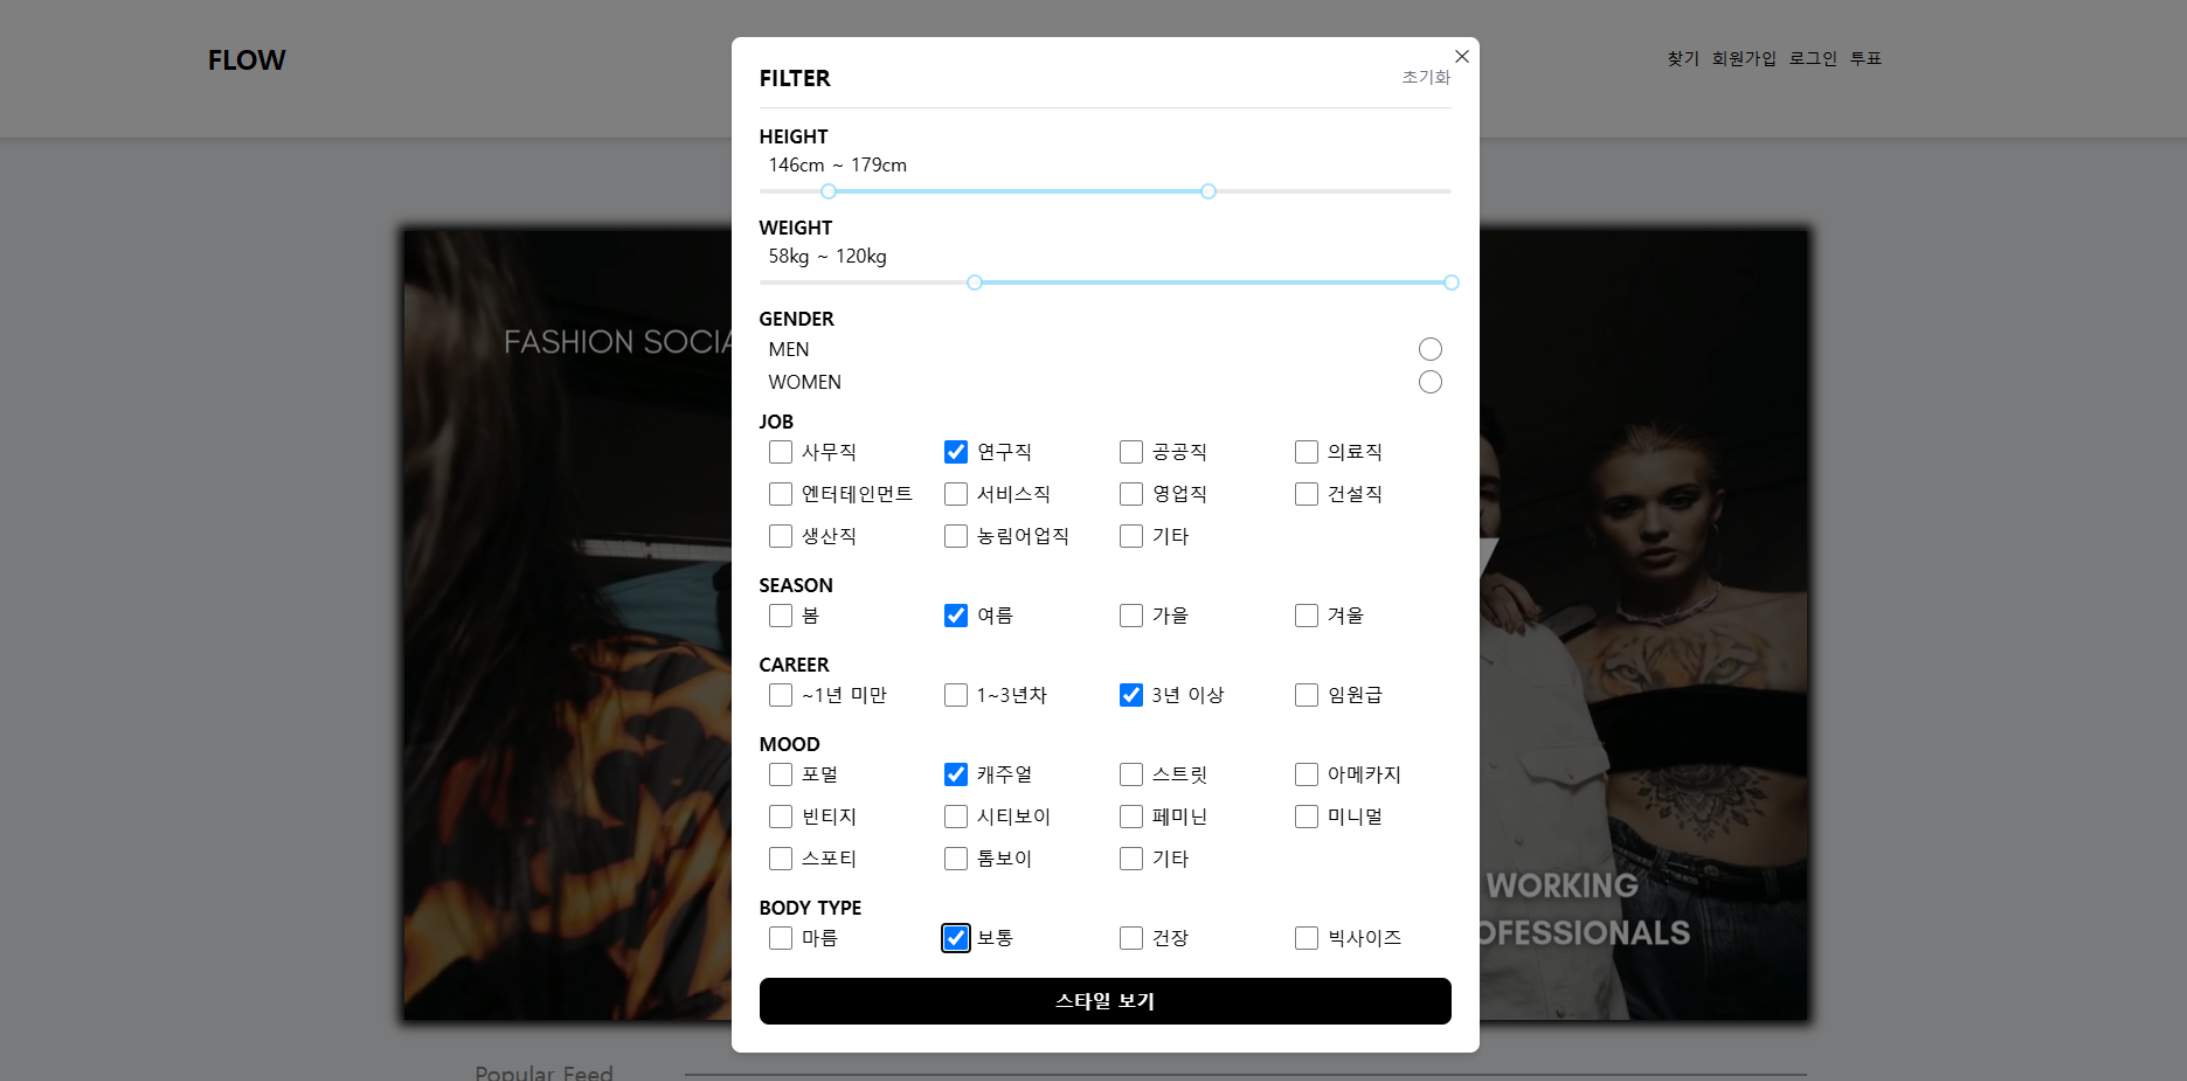 FLOW
찾기 회원가입 로그인 투표
FILTER
초기화
HEIGHT
146cm ~ 179cm
WEIGHT
58kg ~ 120kg
GENDER
MEN
WOMEN
JOB
사무직 연구직 공공직 의료직
엔터테인먼트 서비스직 영업직 건설직
생산직 농림어업직 기타
SEASON
봄 여름 가을 겨울
CAREER
~1년 미만 1~3년차 3년 이상 임원급
MOOD
포멀 캐주얼 스트릿 아메카지
빈티지 시티보이 페미닌 미니멀
스포티 톰보이 기타
BODY TYPE
마름 보통 건장 빅사이즈
스타일 보기
FASHION SOCIA
WORKING
OFESSIONALS
Popular Feed